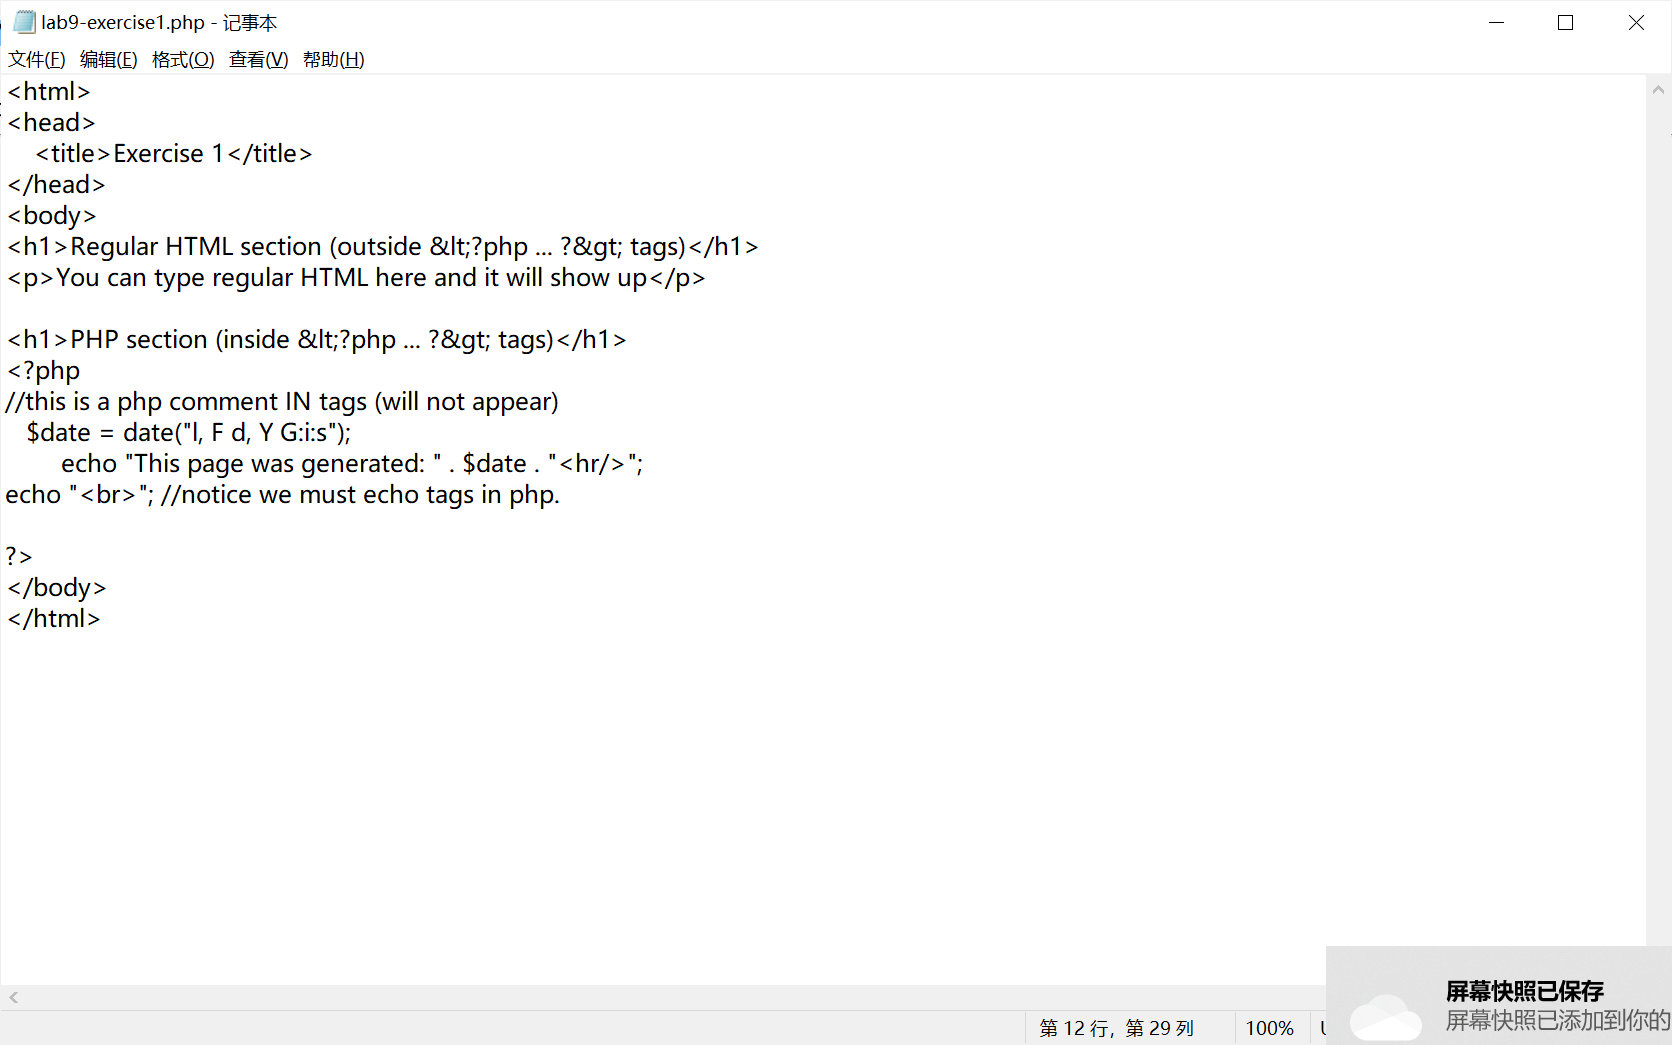 lab9-exercise1.php - 记事本
文件(F) 编辑(E) 格式(O) 查看(V) 帮助(H)
<html>
<head>
    <title>Exercise 1</title>
</head>
<body>
<h1>Regular HTML section (outside &lt;?php ... ?&gt; tags)</h1>
<p>You can type regular HTML here and it will show up</p>

<h1>PHP section (inside &lt;?php ... ?&gt; tags)</h1>
<?php
//this is a php comment IN tags (will not appear)
   $date = date("l, F d, Y G:i:s");
        echo "This page was generated: " . $date . "<hr/>";
echo "<br>"; //notice we must echo tags in php.

?>
</body>
</html>
屏幕快照已保存
屏幕快照已添加到你的
第 12 行，第 29 列 100%